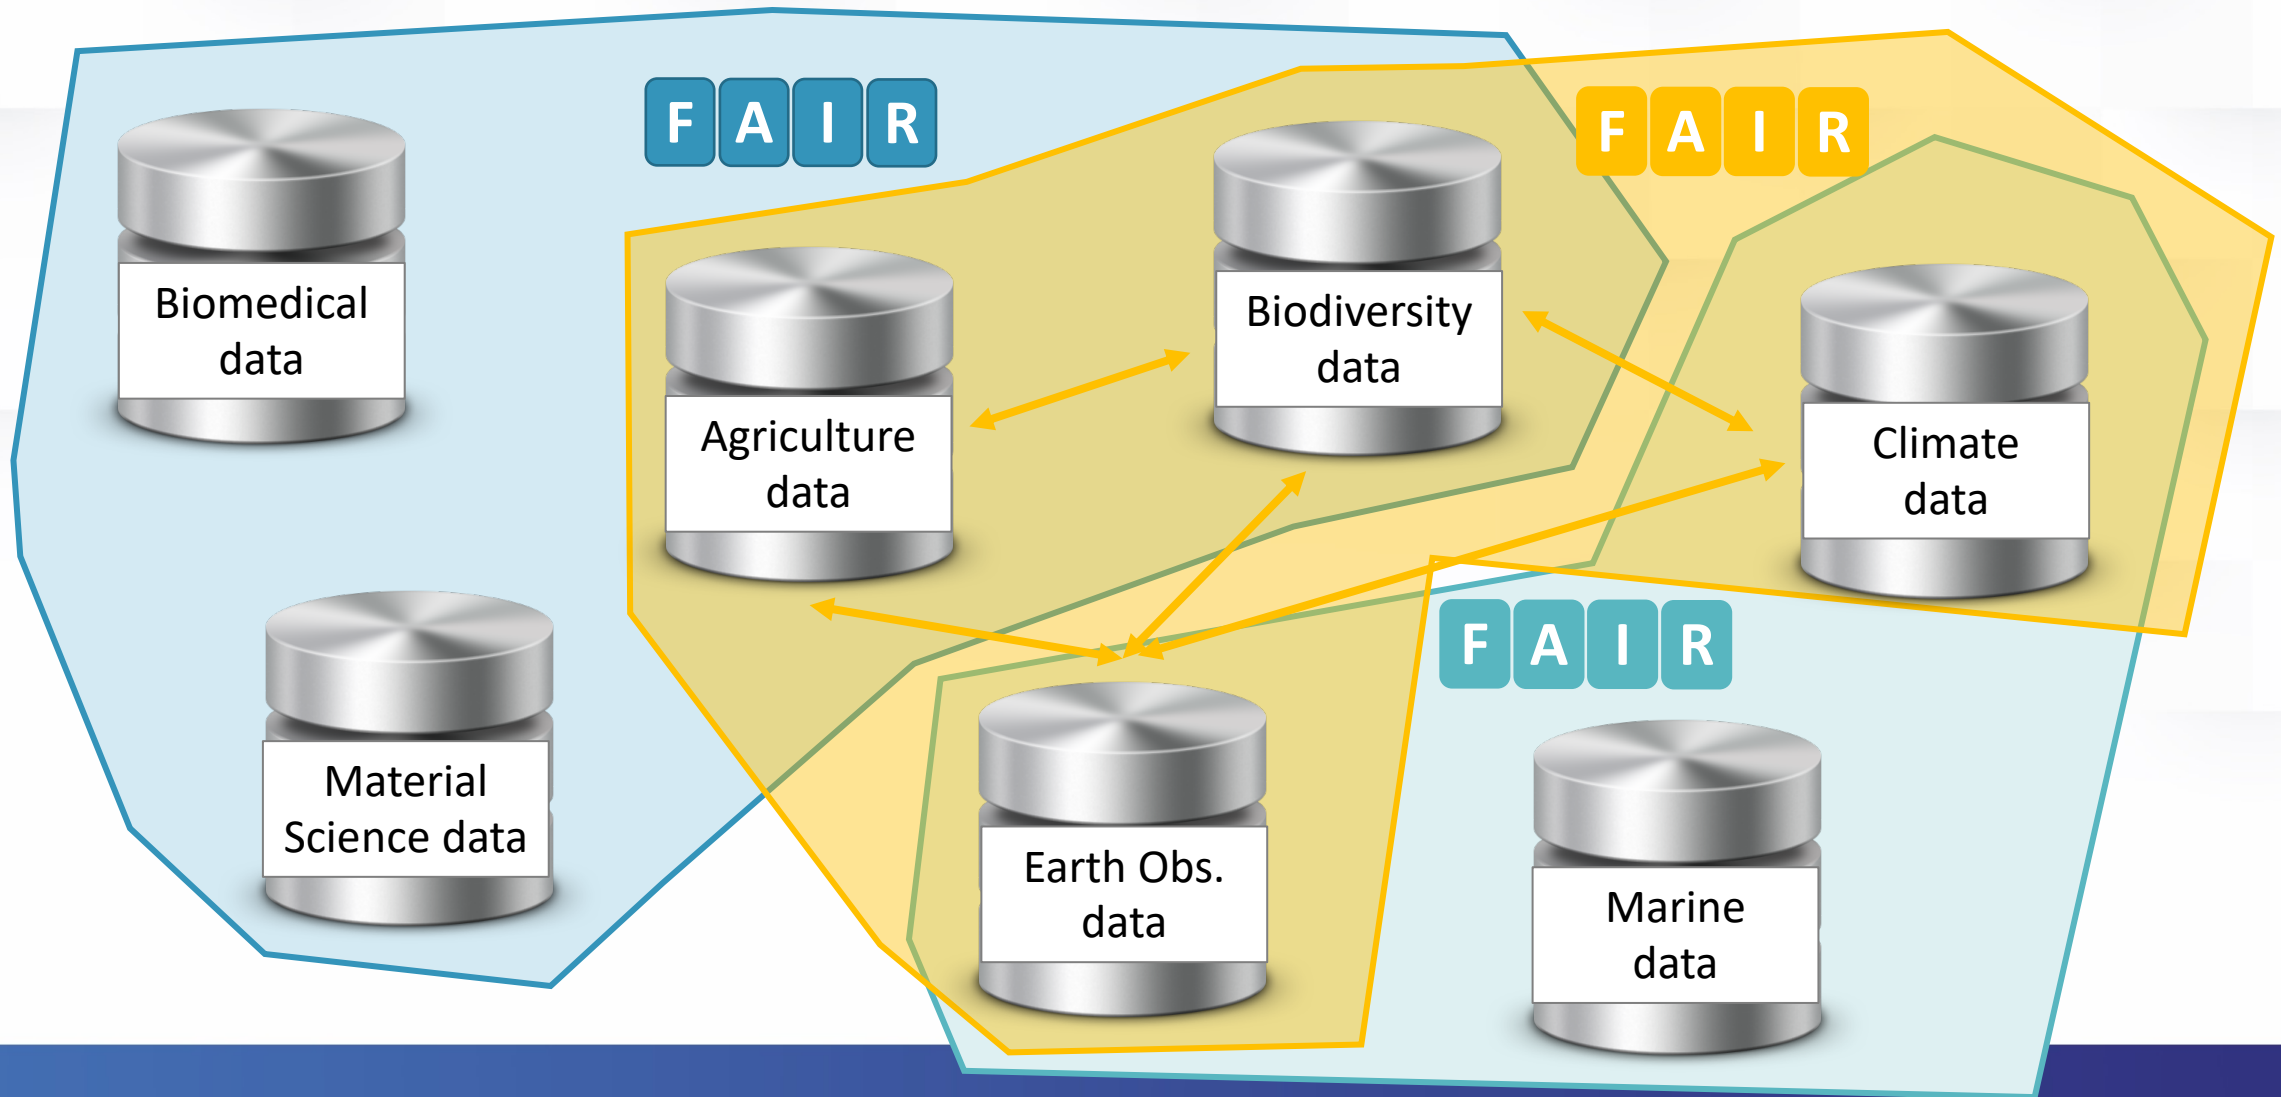 F A I R
F A I R
Biomedical
data
Biodiversity
data
Agriculture
data
Climate
data
F A I R
Material
Science data
Earth Obs.
data
Marine
data